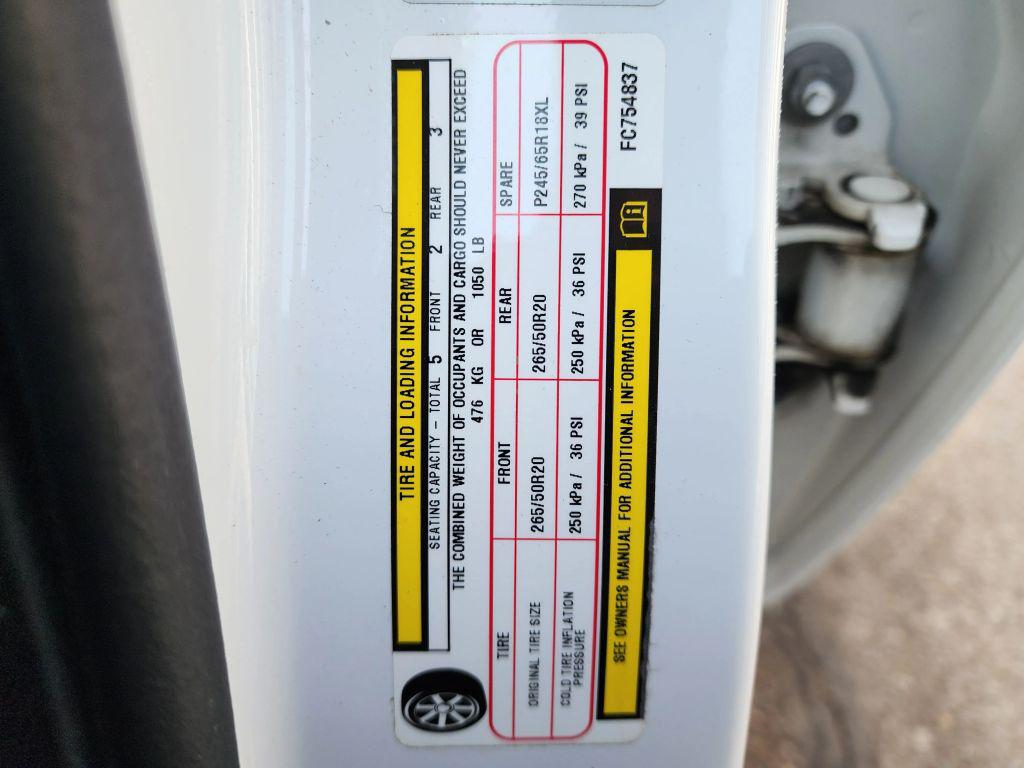 TIRE AND LOADING INFORMATION
SEATING CAPACITY – TOTAL 5 FRONT 2 REAR 3
THE COMBINED WEIGHT OF OCCUPANTS AND CARGO SHOULD NEVER EXCEED
476 KG OR 1050 LB
TIRE FRONT REAR SPARE
ORIGINAL TIRE SIZE 265/50R20 265/50R20 P245/65R18XL
COLD TIRE INFLATION
PRESSURE 250 kPa / 36 PSI 250 kPa / 36 PSI 270 kPa / 39 PSI
SEE OWNERS MANUAL FOR ADDITIONAL INFORMATION
FC754837